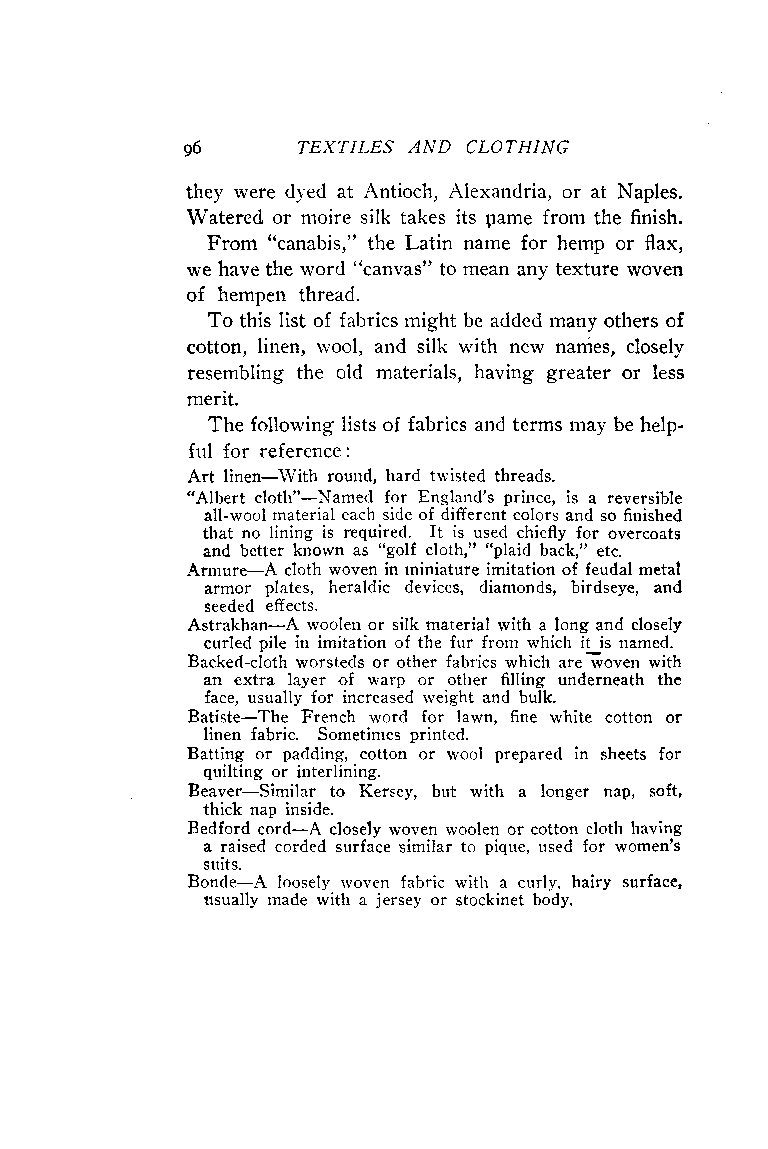 96 TEXTILES AND CLOTHING
they were dyed at Antioch, Alexandria, or at Naples.
Watered or moire silk takes its name from the finish.
From “canabis,” the Latin name for hemp or flax,
we have the word “canvas” to mean any texture woven
of hempen thread.
To this list of fabrics might be added many others of
cotton, linen, wool, and silk with new names, closely
resembling the old materials, having greater or less
merit.
The following lists of fabrics and terms may be help-
ful for reference:
Art linen—With round, hard twisted threads.
“Albert cloth”—Named for England's prince, is a reversible
all-wool material each side of different colors and so finished
that no lining is required. It is used chiefly for overcoats
and better known as “golf cloth,” “plaid back,” etc.
Armure—A cloth woven in miniature imitation of feudal metal
armor plates, heraldic devices, diamonds, birdseye, and
seeded effects.
Astrakhan—A woolen or silk material with a long and closely
curled pile in imitation of the fur from which it is named.
Backed-cloth worsteds or other fabrics which are woven with
an extra layer of warp or other filling underneath the
face, usually for increased weight and bulk.
Batiste—The French word for lawn, fine white cotton or
linen fabric. Sometimes printed.
Batting or padding, cotton or wool prepared in sheets for
quilting or interlining.
Beaver—Similar to Kersey, but with a longer nap, soft,
thick nap inside.
Bedford cord—A closely woven woolen or cotton cloth having
a raised corded surface similar to pique, used for women's
suits.
Bonde—A loosely woven fabric with a curly, hairy surface,
usually made with a jersey or stockinet body.